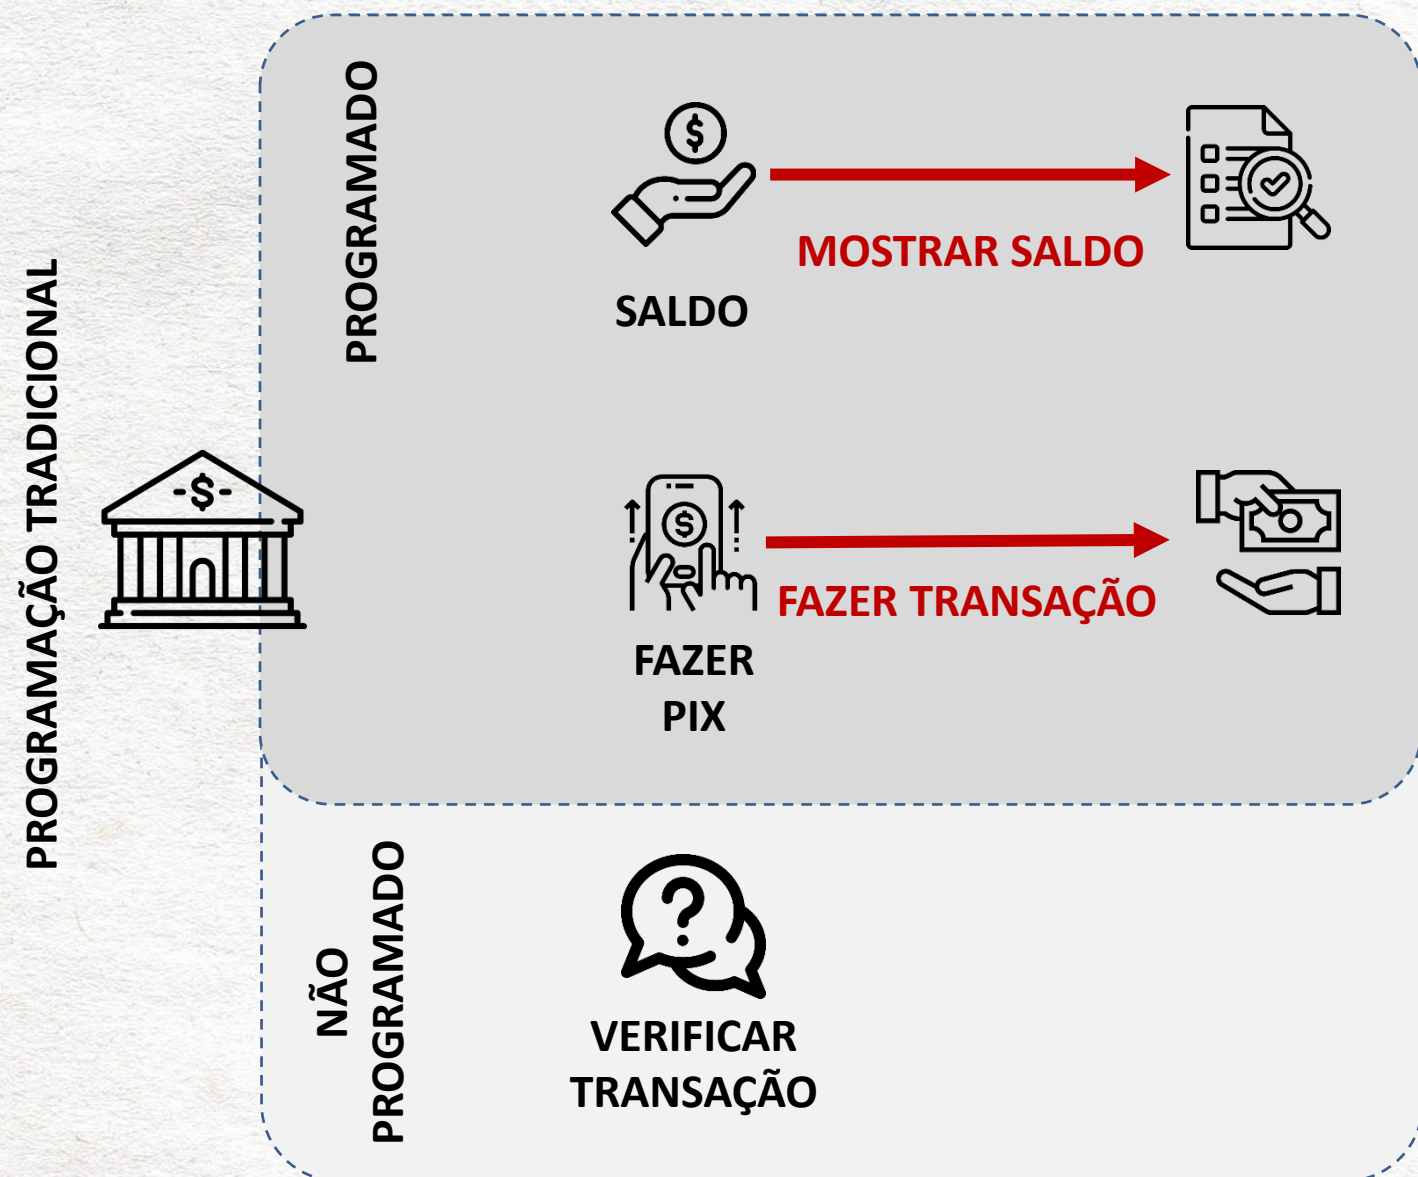 PROGRAMAÇÃO TRADICIONAL
PROGRAMADO
$
MOSTRAR SALDO
SALDO
-$-
$
FAZER TRANSAÇÃO
FAZER
PIX
NÃO
PROGRAMADO
?
VERIFICAR
TRANSAÇÃO